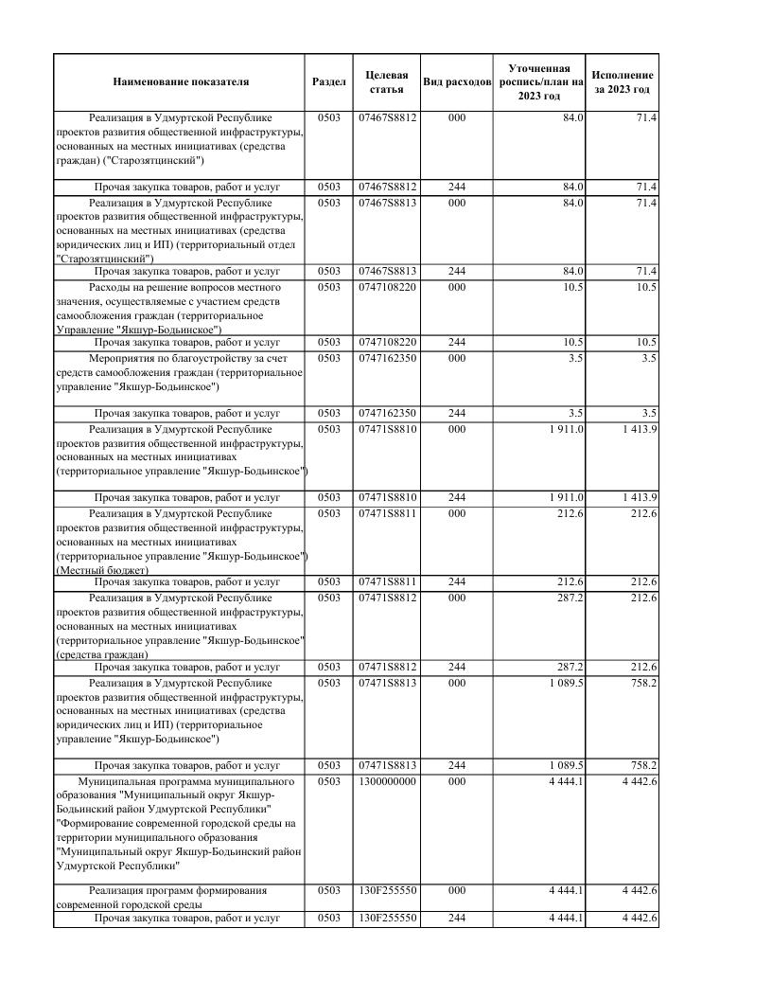 Наименование показателя Раздел Целевая статья Вид расходов Уточненная роспись/план на 2023 год Исполнение за 2023 год
Реализация в Удмуртской Республике 0503 07467S8812 000 84.0 71.4
проектов развития общественной инфраструктуры,
основанных на местных инициативах (средства
граждан) ("Старозятцинский")
Прочая закупка товаров, работ и услуг 0503 07467S8812 244 84.0 71.4
Реализация в Удмуртской Республике 0503 07467S8813 000 84.0 71.4
проектов развития общественной инфраструктуры,
основанных на местных инициативах (средства
юридических лиц и ИП) (территориальный отдел
"Старозятцинский")
Прочая закупка товаров, работ и услуг 0503 07467S8813 244 84.0 71.4
Расходы на решение вопросов местного 0503 0747108220 000 10.5 10.5
значения, осуществляемые с участием средств
самообложения граждан (территориальное
Управление "Якшур-Бодьинское")
Прочая закупка товаров, работ и услуг 0503 0747108220 244 10.5 10.5
Мероприятия по благоустройству за счет 0503 0747162350 000 3.5 3.5
средств самообложения граждан (территориальное
управление "Якшур-Бодьинское")
Прочая закупка товаров, работ и услуг 0503 0747162350 244 3.5 3.5
Реализация в Удмуртской Республике 0503 07471S8810 000 1 911.0 1 413.9
проектов развития общественной инфраструктуры,
основанных на местных инициативах
(территориальное управление "Якшур-Бодьинское")
Прочая закупка товаров, работ и услуг 0503 07471S8810 244 1 911.0 1 413.9
Реализация в Удмуртской Республике 0503 07471S8811 000 212.6 212.6
проектов развития общественной инфраструктуры,
основанных на местных инициативах
(территориальное управление "Якшур-Бодьинское")
(Местный бюджет)
Прочая закупка товаров, работ и услуг 0503 07471S8811 244 212.6 212.6
Реализация в Удмуртской Республике 0503 07471S8812 000 287.2 212.6
проектов развития общественной инфраструктуры,
основанных на местных инициативах
(территориальное управление "Якшур-Бодьинское"
(средства граждан)
Прочая закупка товаров, работ и услуг 0503 07471S8812 244 287.2 212.6
Реализация в Удмуртской Республике 0503 07471S8813 000 1 089.5 758.2
проектов развития общественной инфраструктуры,
основанных на местных инициативах (средства
юридических лиц и ИП) (территориальное
управление "Якшур-Бодьинское")
Прочая закупка товаров, работ и услуг 0503 07471S8813 244 1 089.5 758.2
Муниципальная программа муниципального 0503 1300000000 000 4 444.1 4 442.6
образования "Муниципальный округ Якшур-
Бодьинский район Удмуртской Республики"
"Формирование современной городской среды на
территории муниципального образования
"Муниципальный округ Якшур-Бодьинский район
Удмуртской Республики"
Реализация программ формирования 0503 130F255550 000 4 444.1 4 442.6
современной городской среды
Прочая закупка товаров, работ и услуг 0503 130F255550 244 4 444.1 4 442.6